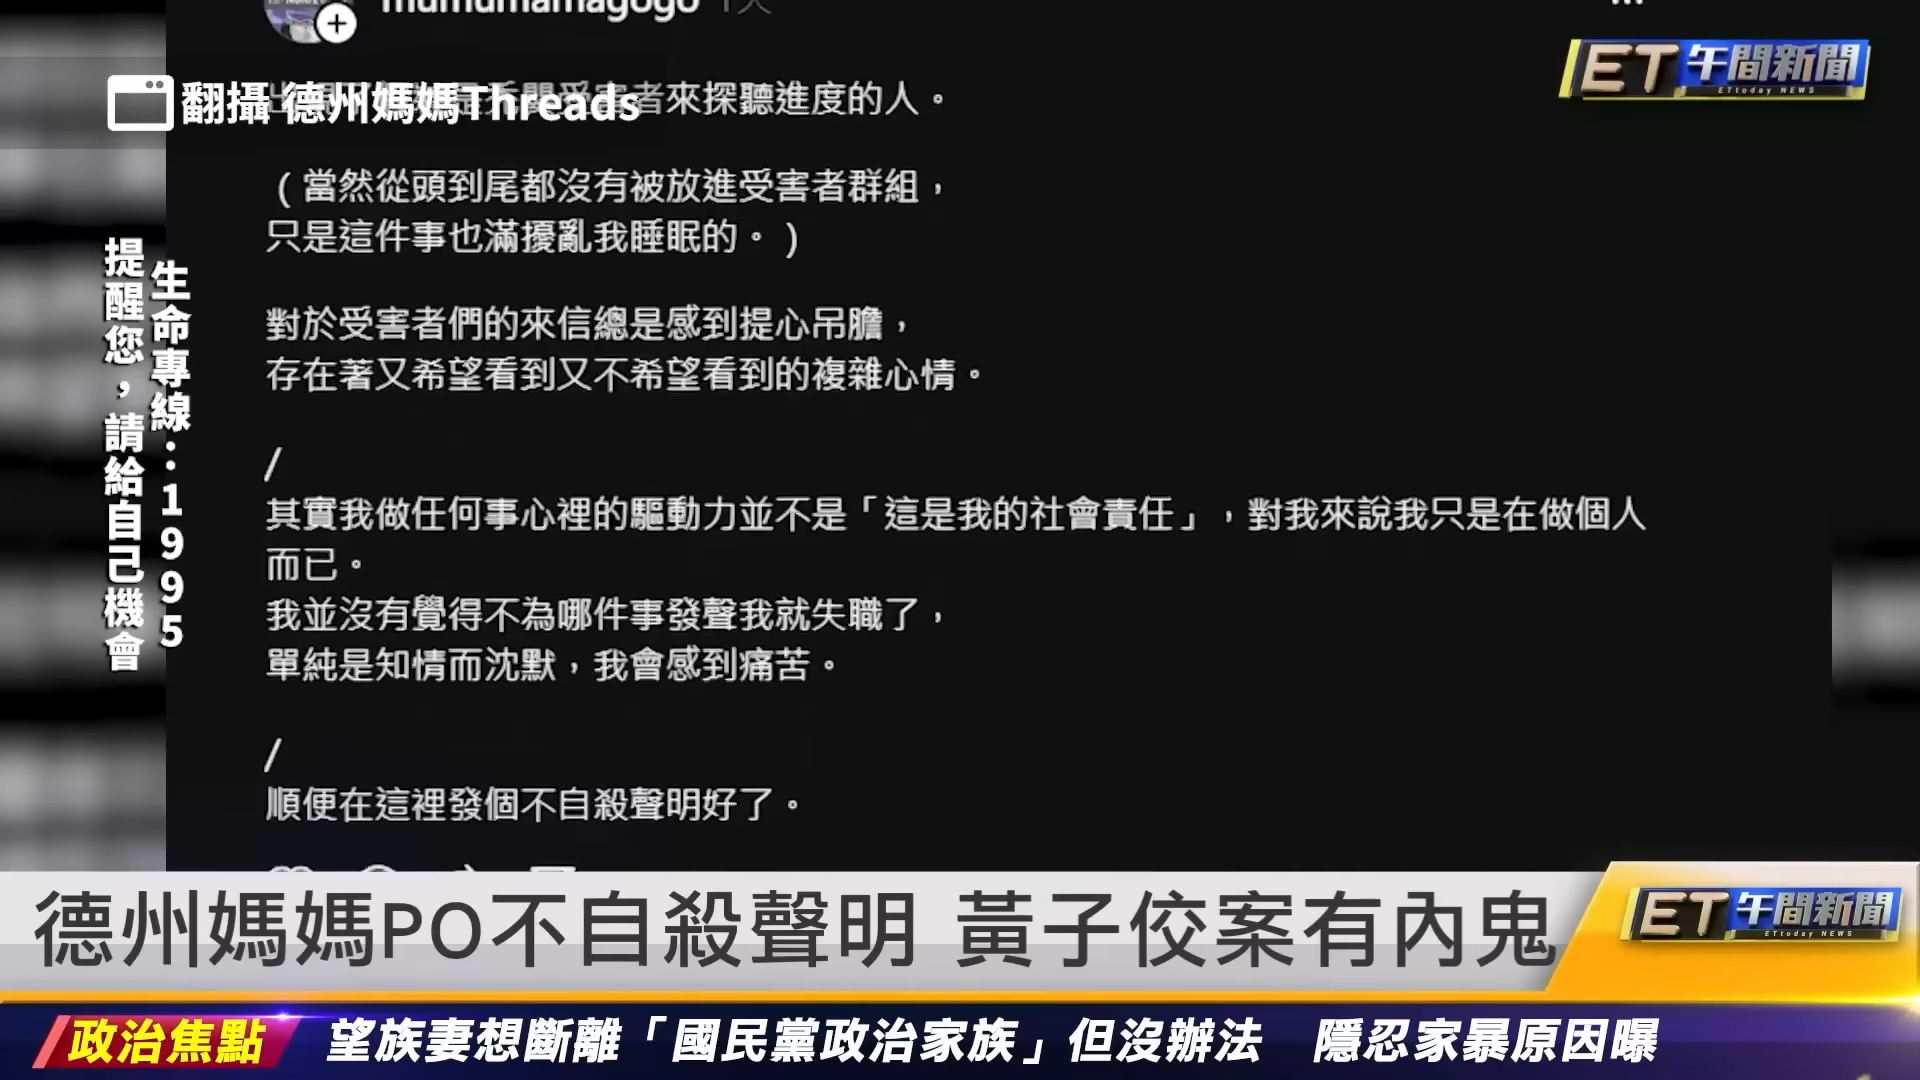 mumumamagogo 1天
ET午間新聞
ETtoday NEWS
翻攝 德州媽媽Threads
受害者來探聽進度的人。
（當然從頭到尾都沒有被放進受害者群組，
只是這件事也滿擾亂我睡眠的。）
對於受害者們的來信總是感到提心吊膽，
存在著又希望看到又不希望看到的複雜心情。
/
其實我做任何事心裡的驅動力並不是「這是我的社會責任」，對我來說我只是在做個人
而已。
我並沒有覺得不為哪件事發聲我就失職了，
單純是知情而沈默，我會感到痛苦。
/
順便在這裡發個不自殺聲明好了。
提醒您，請給自己機會
生命專線：1995
德州媽媽PO不自殺聲明 黃子佼案有內鬼
ET午間新聞
ETtoday NEWS
政治焦點 望族妻想斷離「國民黨政治家族」但沒辦法 隱忍家暴原因曝